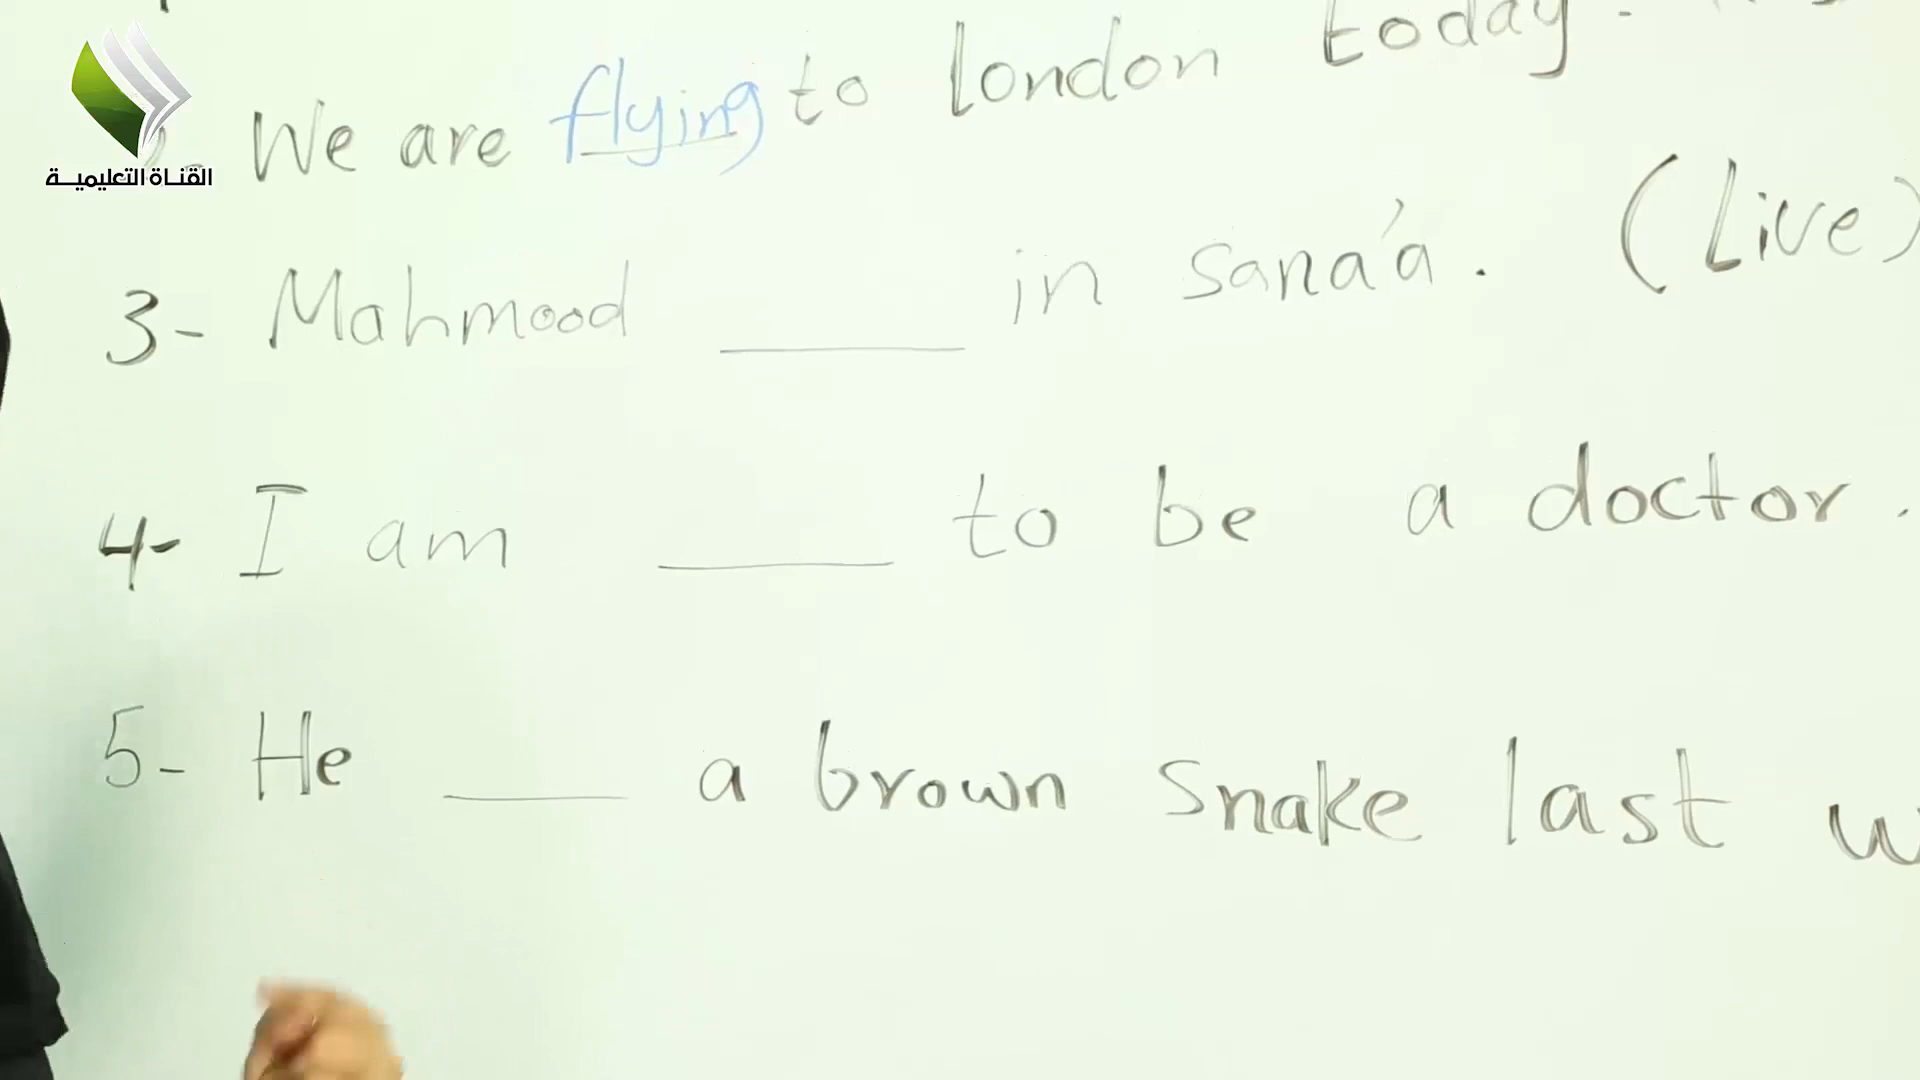 القناة التعليمية
We are flying to london today.
3- Mahmood ______ in sana'a. (Live)
4- I am ______ to be a doctor.
5- He ______ a brown snake last